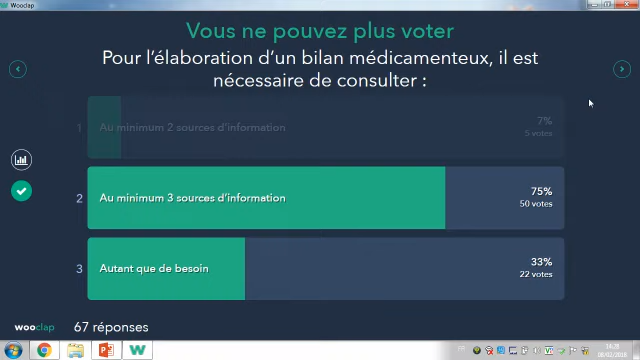 Wooclap
Vous ne pouvez plus voter
Pour l'élaboration d'un bilan médicamenteux, il est
nécessaire de consulter :
1 Au minimum 2 sources d'information 7%
5 votes
2 Au minimum 3 sources d'information 75%
50 votes
3 Autant que de besoin 33%
22 votes
wooclap 67 réponses
FR